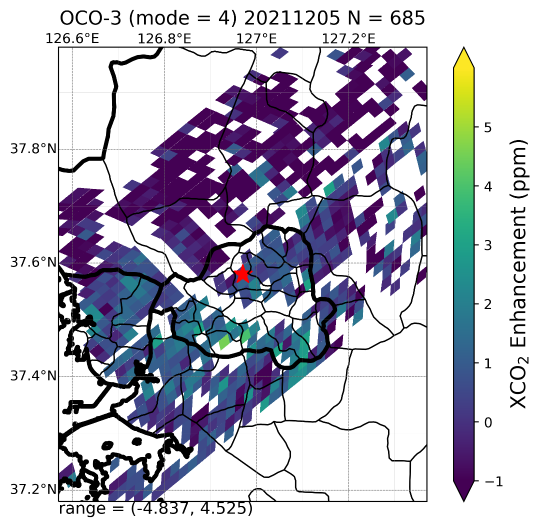 OCO-3 (mode = 4) 20211205 N = 685
126.6°E 126.8°E 127°E 127.2°E
37.8°N
37.6°N
37.4°N
37.2°N
5
4
3
2
1
0
−1
XCO₂ Enhancement (ppm)
range = (-4.837, 4.525)